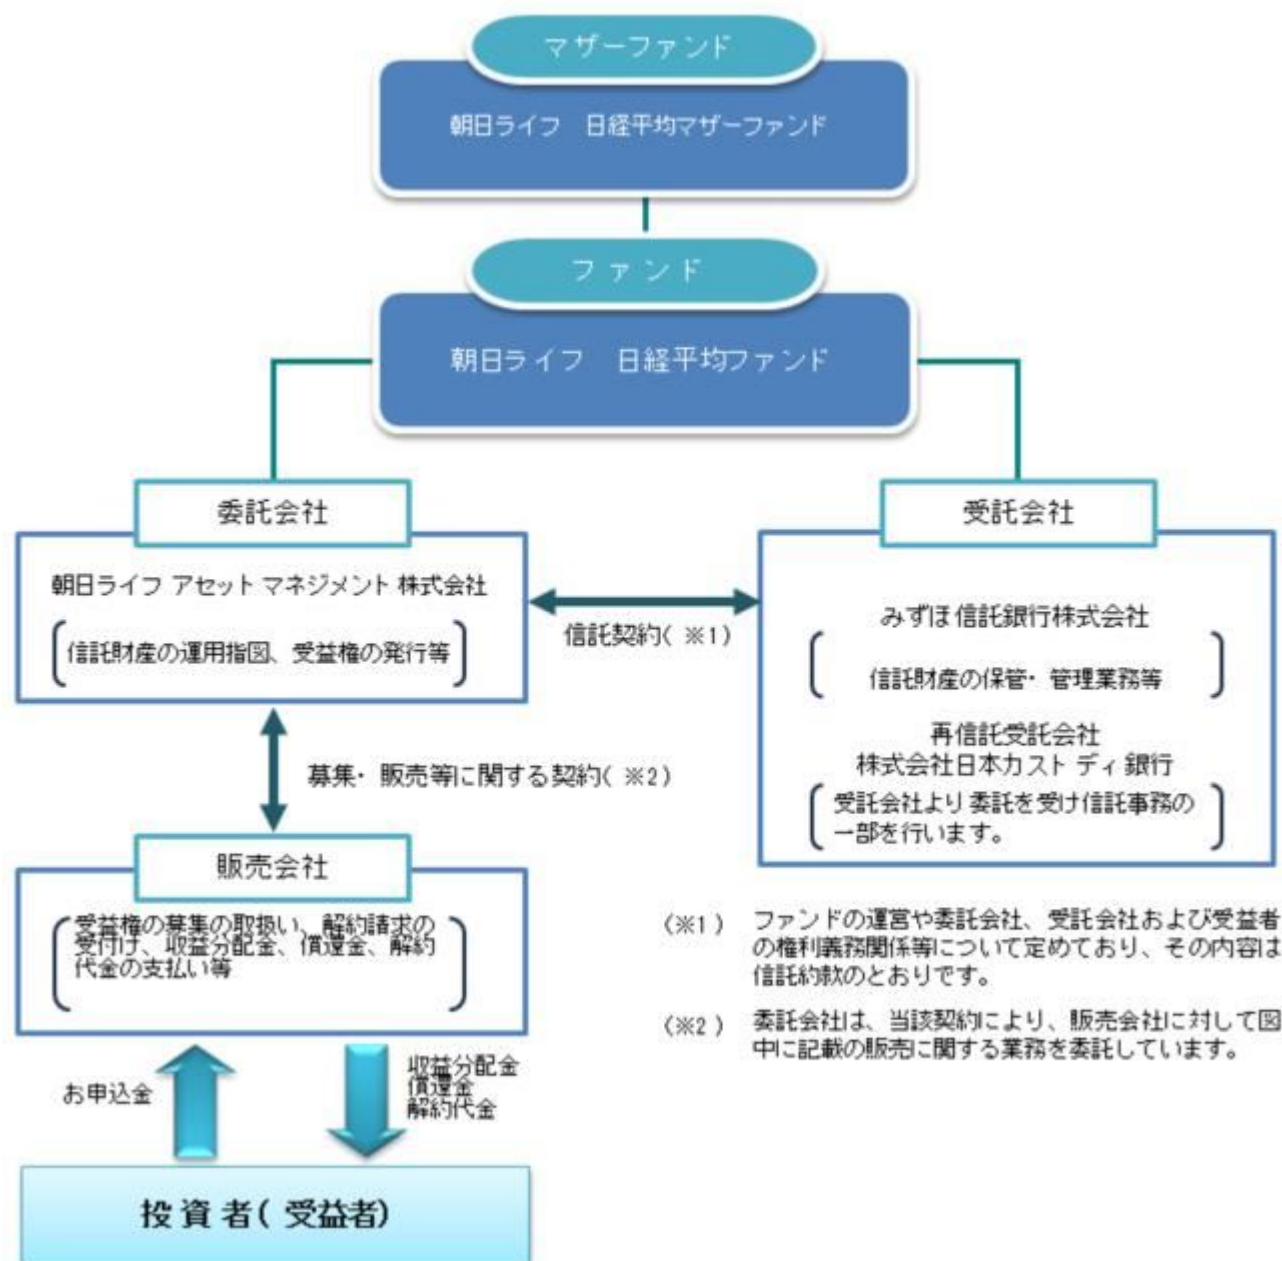 マザーファンド
朝日ライフ 日経平均マザーファンド
ファンド
朝日ライフ 日経平均ファンド
委託会社
朝日ライフ アセット マネジメント 株式会社
信託財産の運用指図、受益権の発行等
信託契約( ※1)
受託会社
みずほ信託銀行株式会社
信託財産の保管・管理業務等
再信託受託会社
株式会社日本カストディ銀行
受託会社より委託を受け信託事務の
一部を行います。
募集・販売等に関する契約( ※2)
販売会社
受益権の募集の取扱い、解約請求の
受付け、収益分配金、償還金、解約
代金の支払い等
(※1) ファンドの運営や委託会社、受託会社および受益者
の権利義務関係等について定めており、その内容は
信託約款のとおりです。
(※2) 委託会社は、当該契約により、販売会社に対して図
中に記載の販売に関する業務を委託しています。
お申込金
収益分配金
償還金
解約代金
投資者( 受益者)